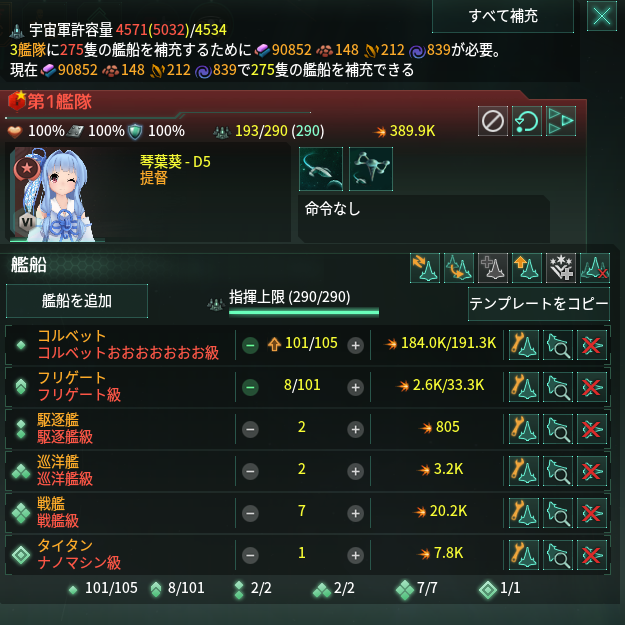 すべて補充
宇宙軍許容量 4571(5032)/4534
3艦隊に275隻の艦船を補充するために 90852 148 212 839が必要。
現在 90852 148 212 839で275隻の艦船を補充できる
第1艦隊
100% 100% 100% 193/290 (290) 389.9K
琴葉葵 - D5
提督
VI
命令なし
艦船
艦船を追加
指揮上限 (290/290)
テンプレートをコピー
コルベット
コルベットおおおおおおお級
101/105
184.0K/191.3K
フリゲート
フリゲート級
8/101
2.6K/33.3K
駆逐艦
駆逐艦級
2
805
巡洋艦
巡洋艦級
2
3.2K
戦艦
戦艦級
7
20.2K
タイタン
ナノマシン級
1
7.8K
101/105 8/101 2/2 2/2 7/7 1/1